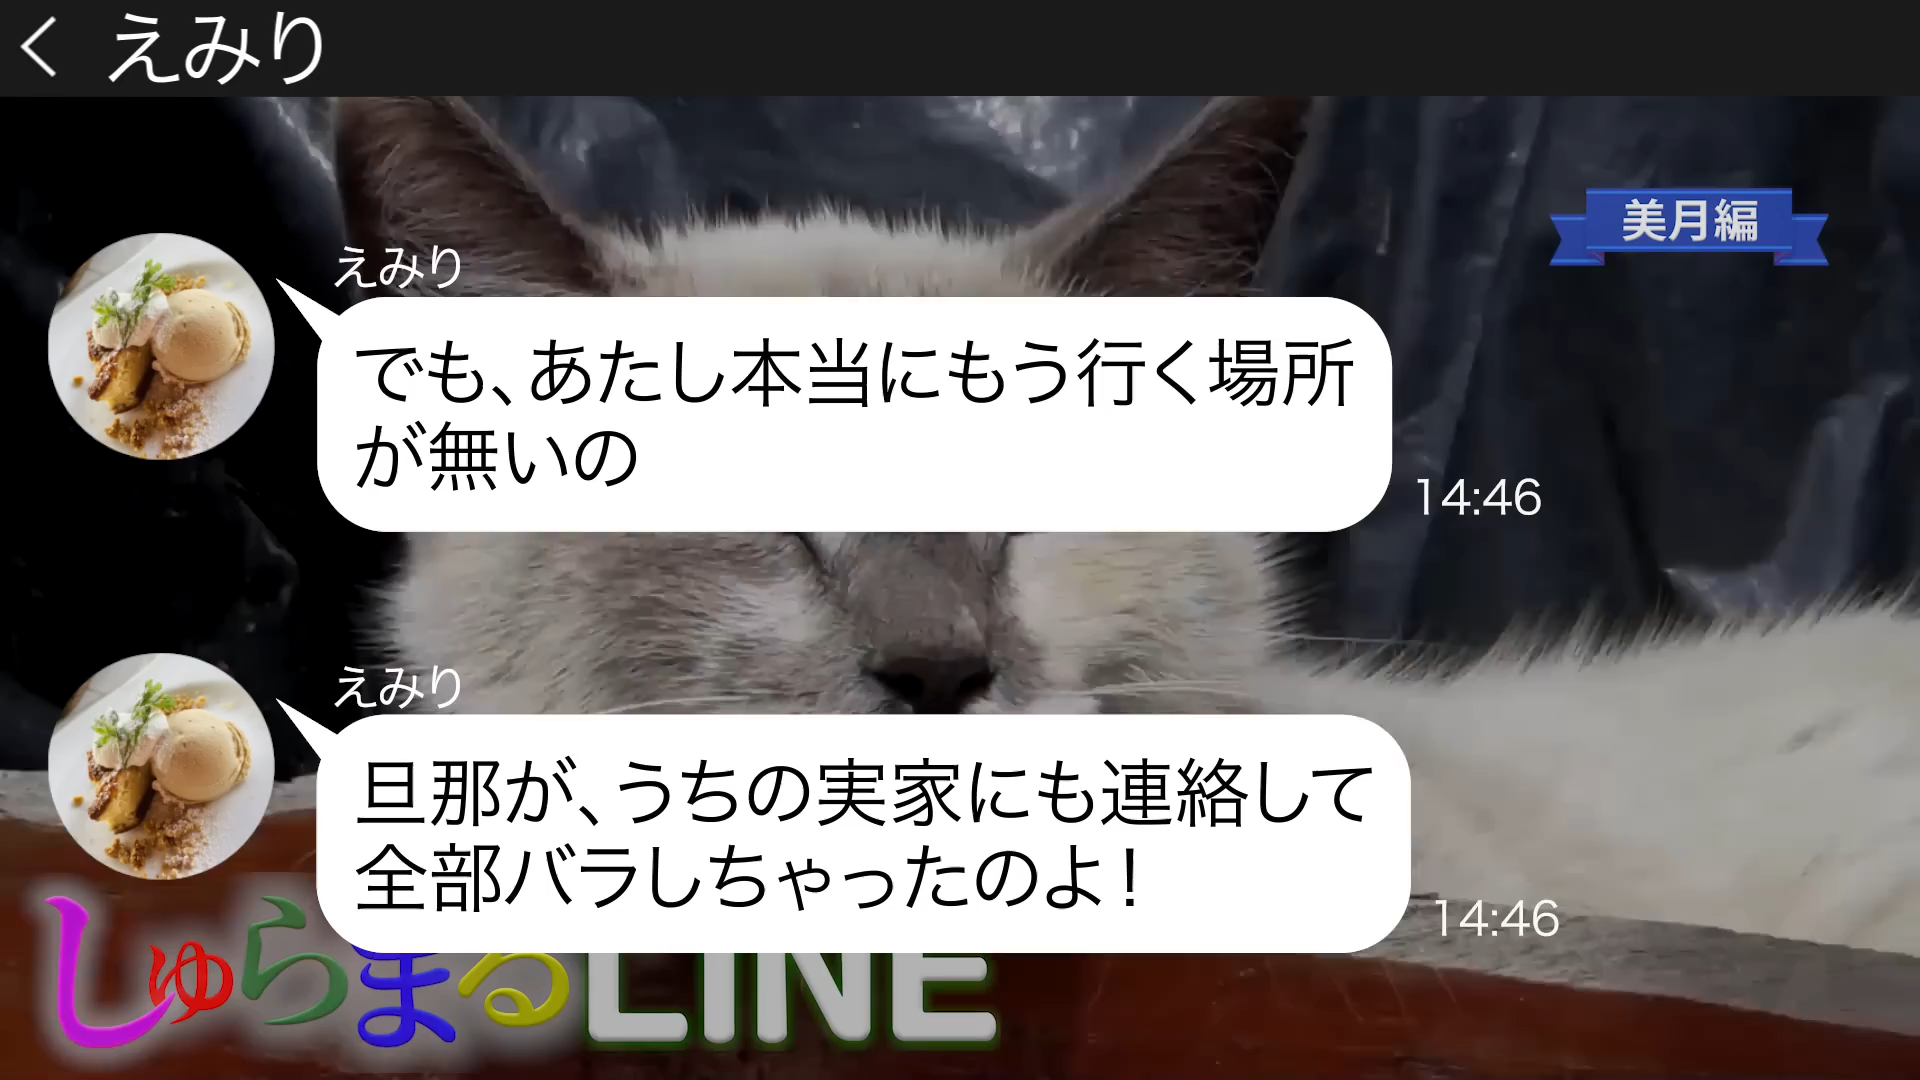 えみり
美月編
えみり
でも、あたし本当にもう行く場所
が無いの
14:46
えみり
旦那が、うちの実家にも連絡して
全部バラしちゃったのよ!
14:46
しゅらまるLINE